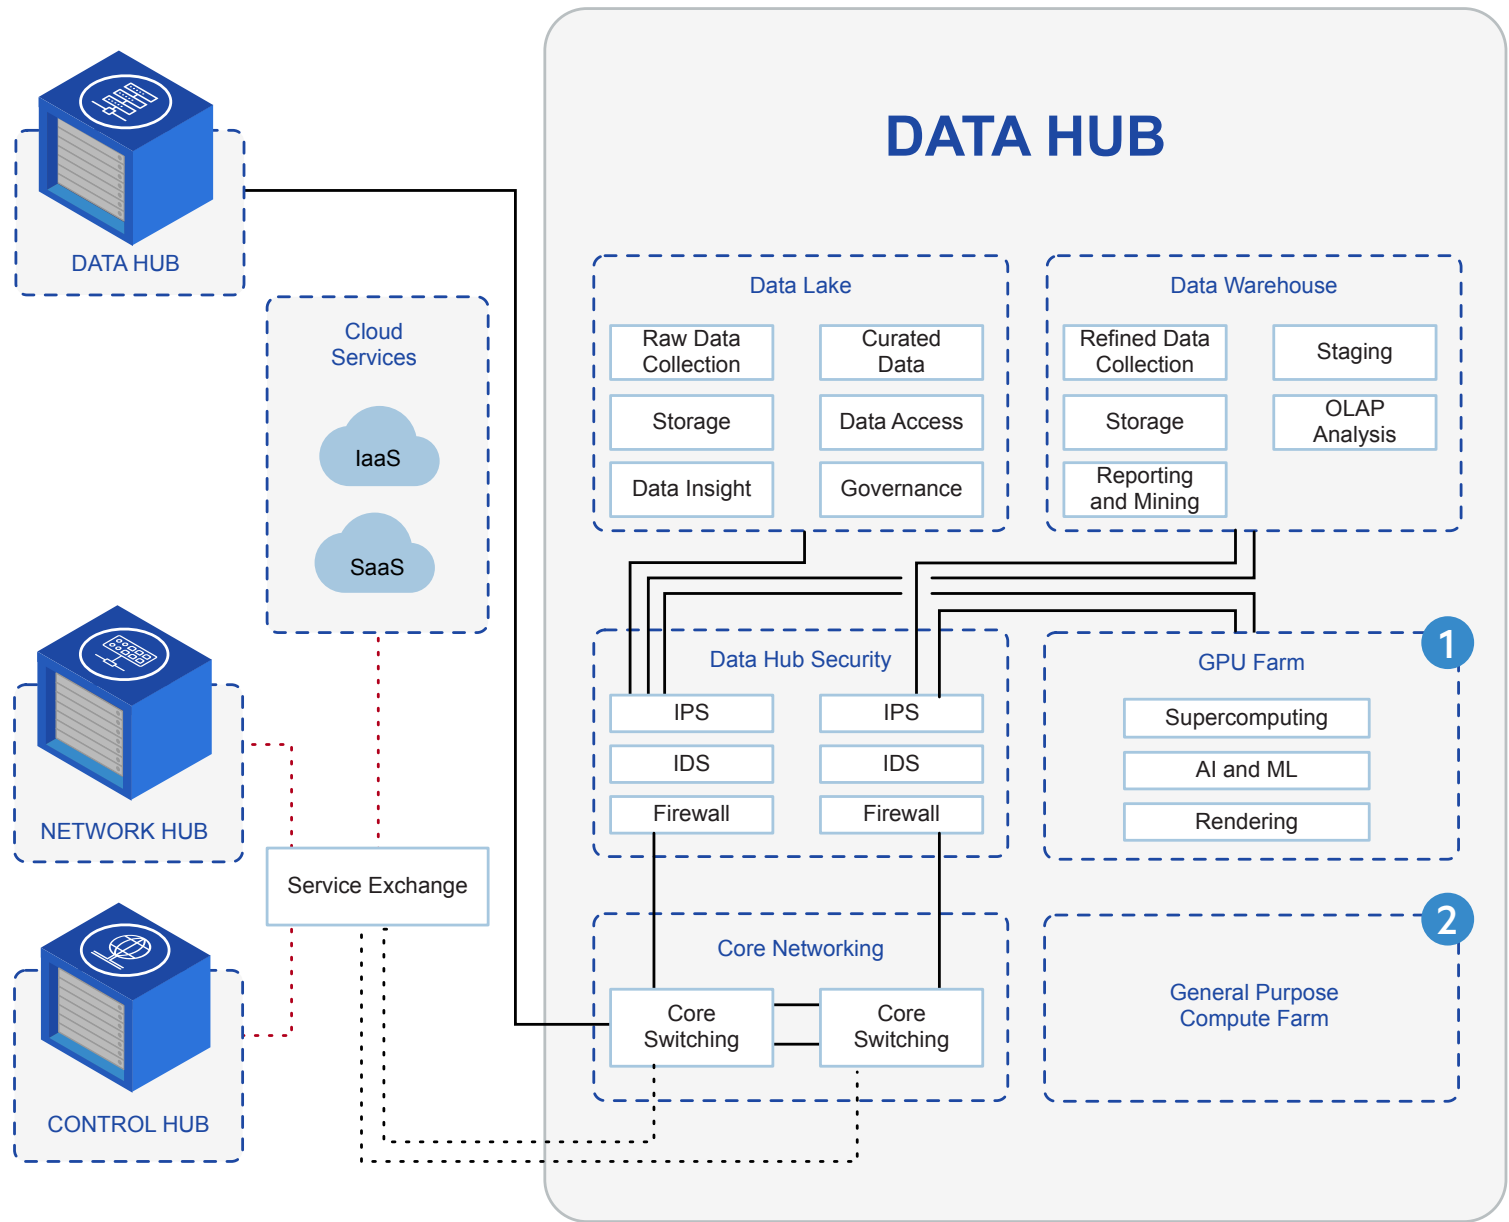 DATA HUB
DATA HUB
Cloud
Services
IaaS
SaaS
NETWORK HUB
Service Exchange
CONTROL HUB
Data Lake
Raw Data
Collection
Curated
Data
Storage
Data Access
Data Insight
Governance
Data Warehouse
Refined Data
Collection
Staging
Storage
OLAP
Analysis
Reporting
and Mining
Data Hub Security
IPS
IPS
IDS
IDS
Firewall
Firewall
1
GPU Farm
Supercomputing
AI and ML
Rendering
Core Networking
Core
Switching
Core
Switching
2
General Purpose
Compute Farm